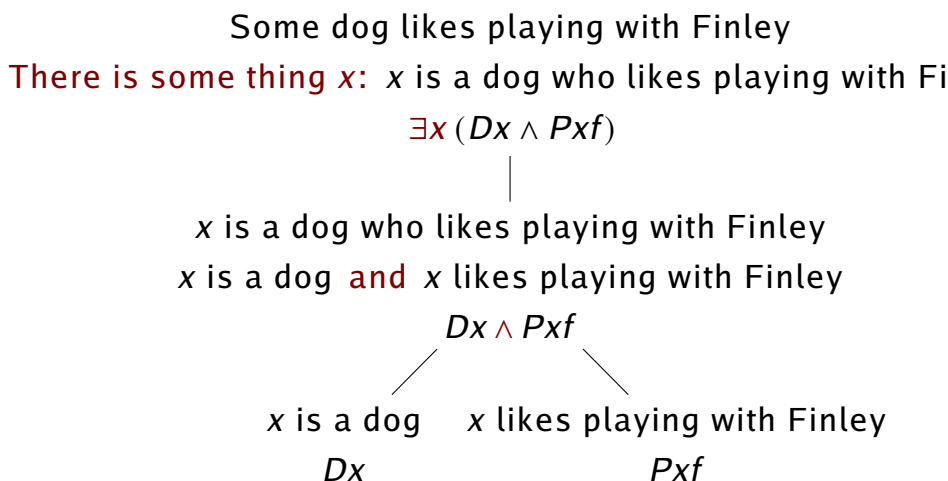 Some dog likes playing with Finley
There is some thing x: x is a dog who likes playing with Fi
∃x (Dx ∧ Pxf)
x is a dog who likes playing with Finley
x is a dog and x likes playing with Finley
Dx ∧ Pxf
x is a dog x likes playing with Finley
Dx Pxf